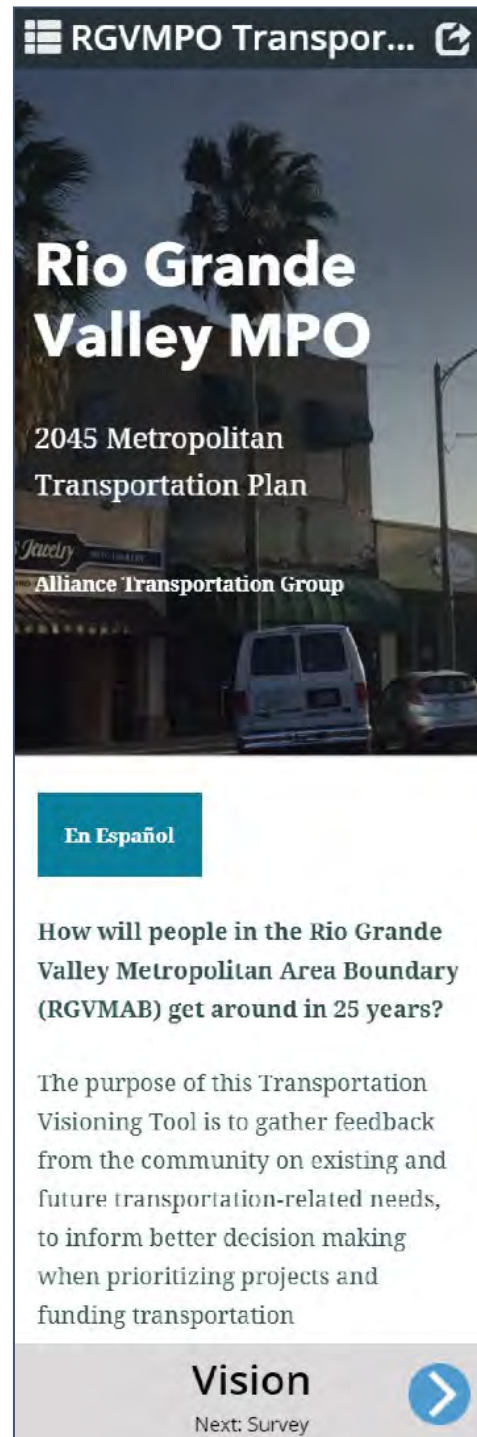 RGVMPO Transpor...
Rio Grande
Valley MPO
2045 Metropolitan
Transportation Plan
Jewelry
Alliance Transportation Group
En Español
How will people in the Rio Grande
Valley Metropolitan Area Boundary
(RGVMAB) get around in 25 years?
The purpose of this Transportation
Visioning Tool is to gather feedback
from the community on existing and
future transportation-related needs,
to inform better decision making
when prioritizing projects and
funding transportation
Vision
Next: Survey